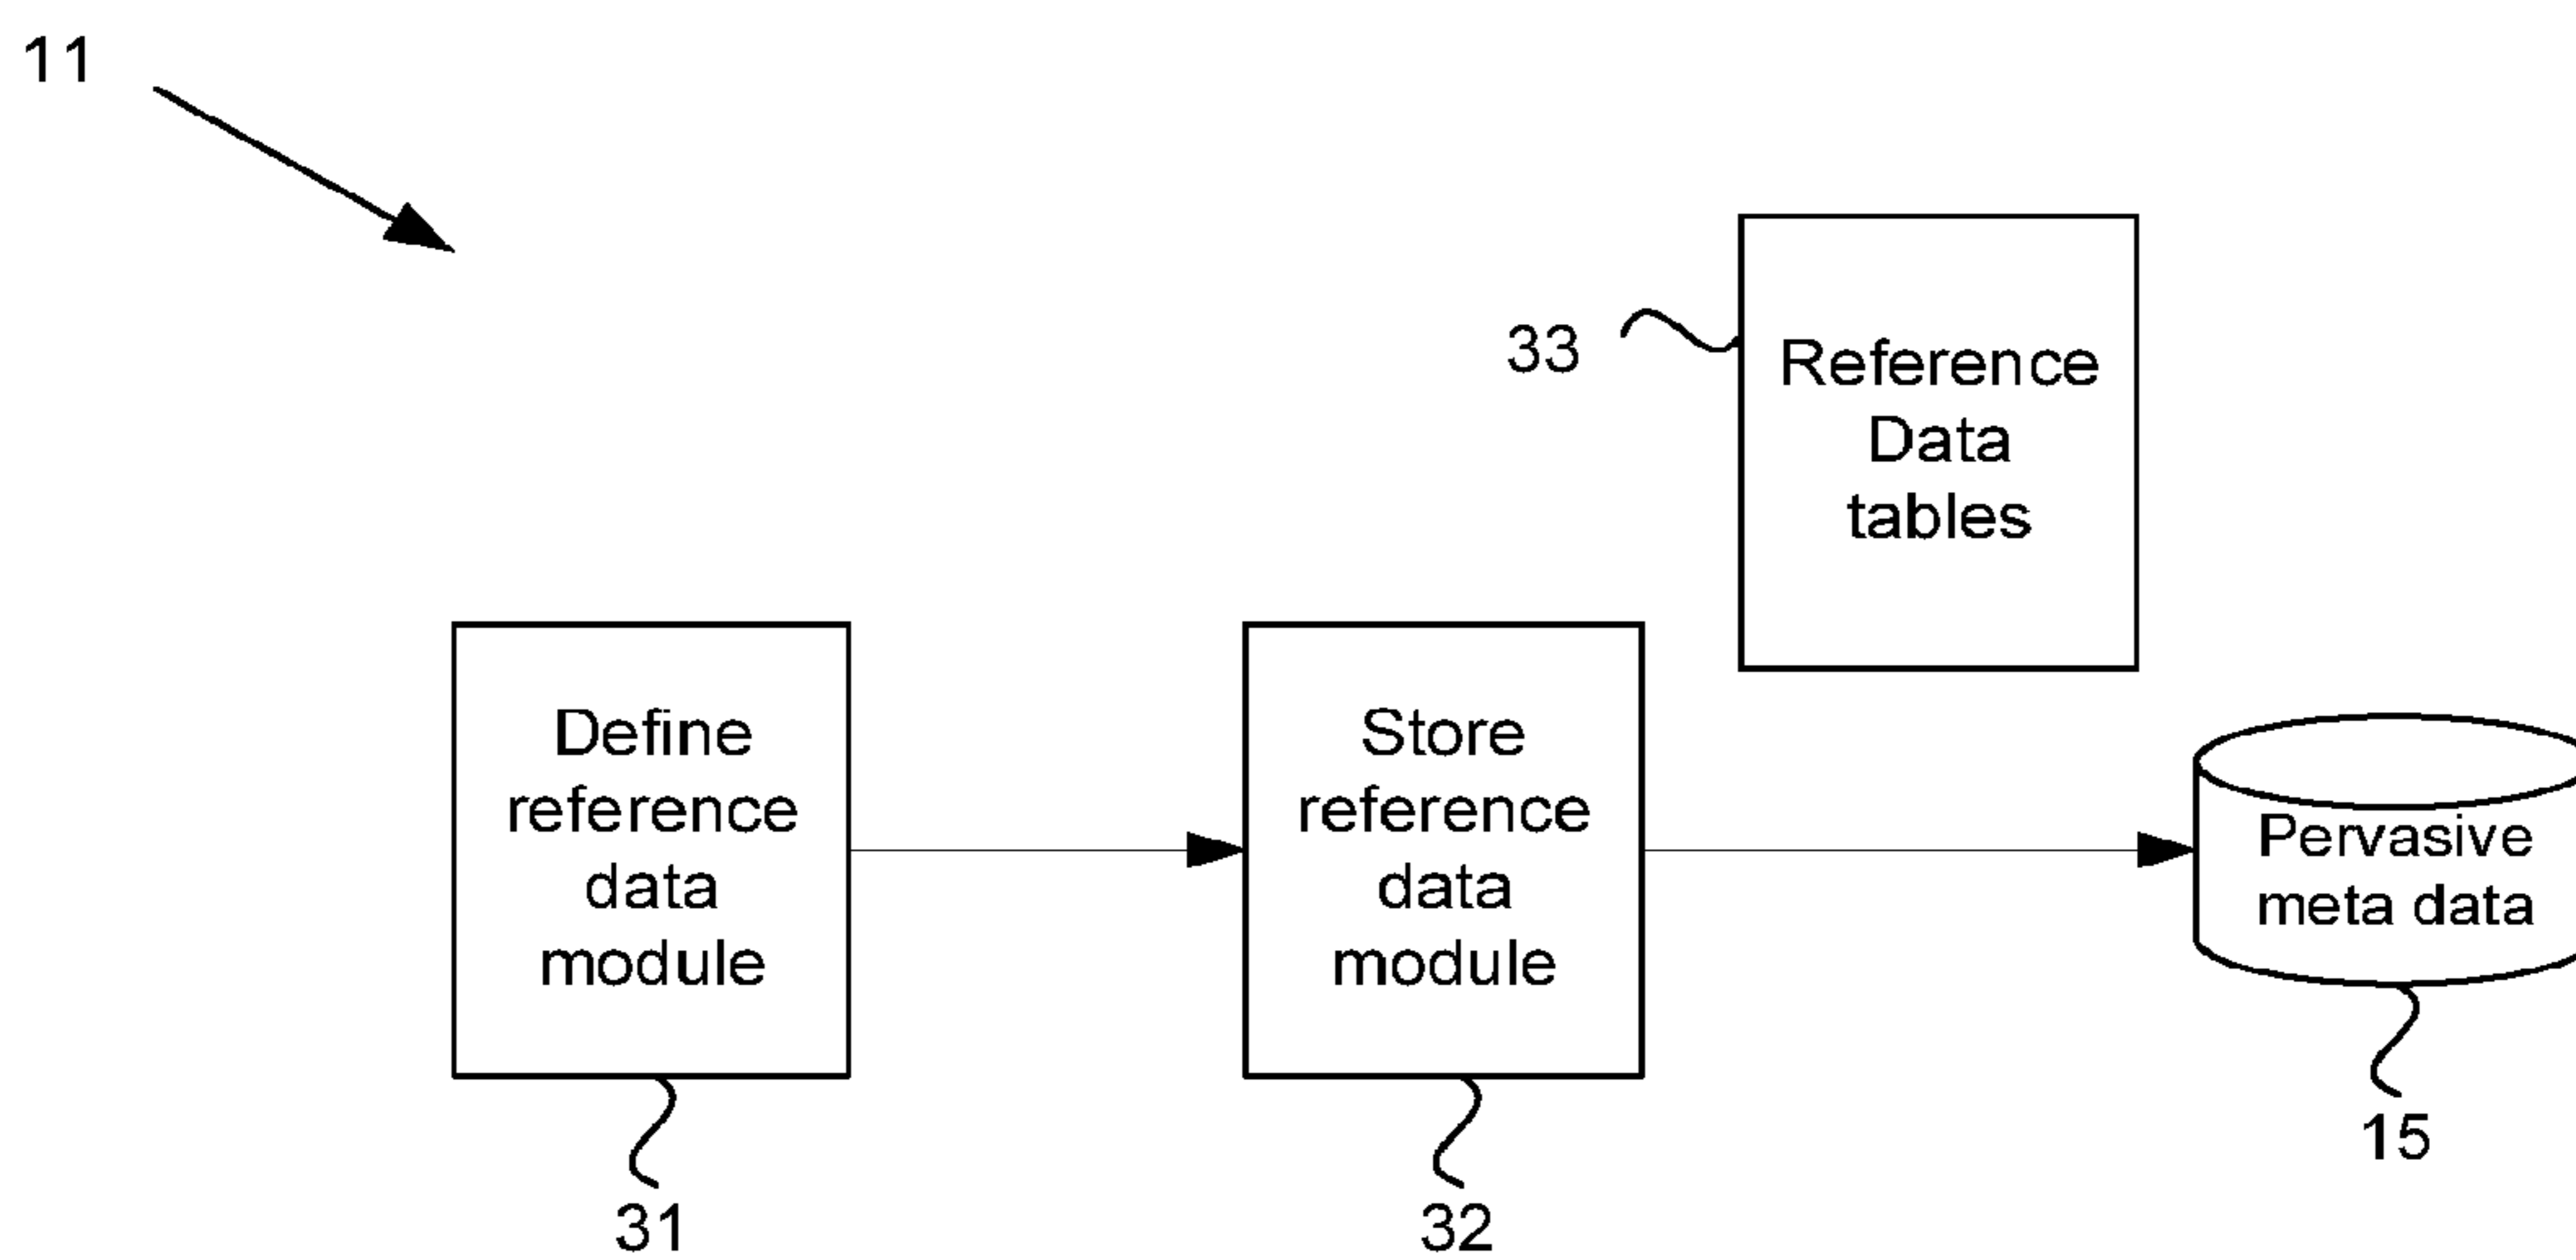 11
33
Reference
Data
tables
Define
reference
data
module
Store
reference
data
module
Pervasive
meta data
15
31
32